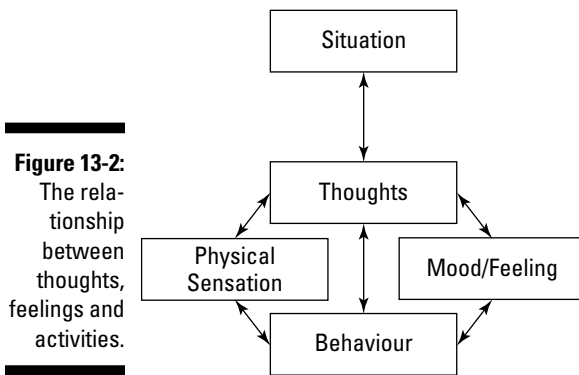 Situation
Figure 13-2:
The rela-
tionship
between
thoughts,
feelings and
activities.
Thoughts
Physical
Sensation
Mood/Feeling
Behaviour